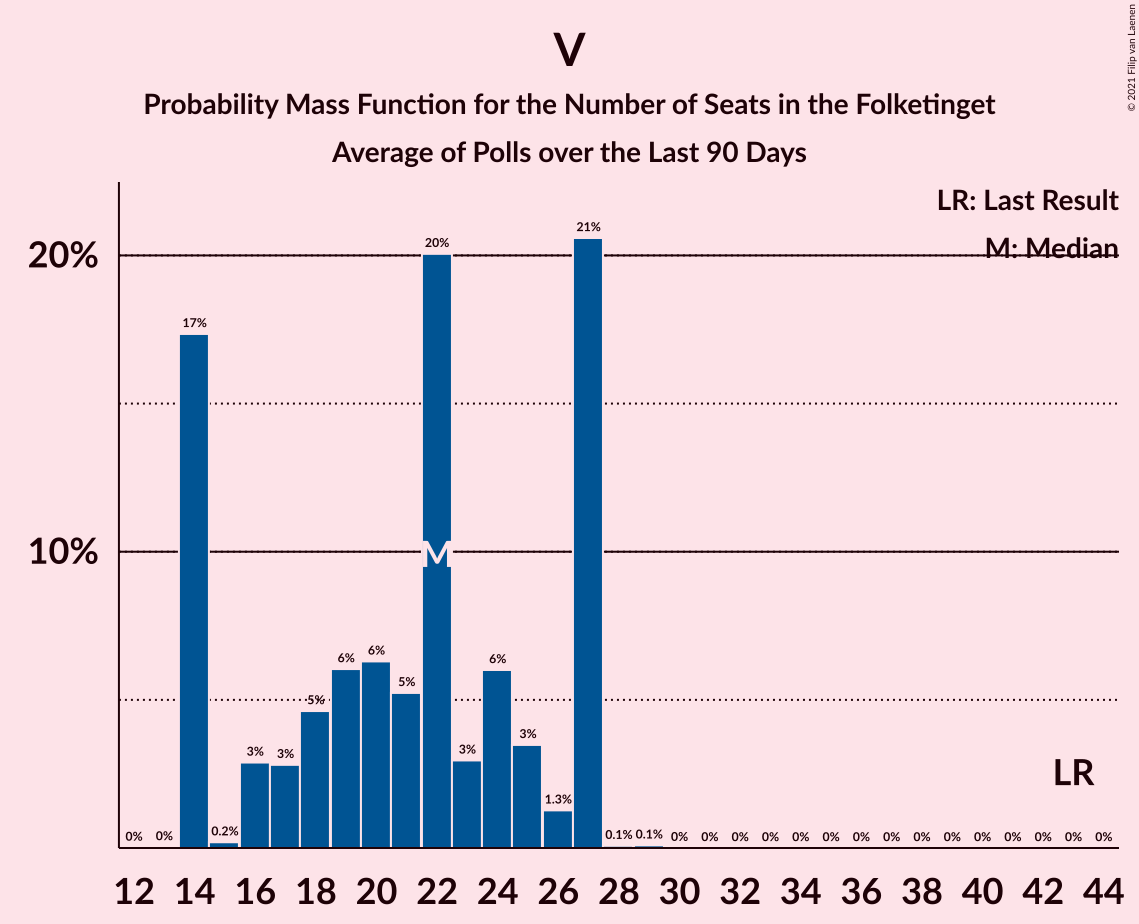 V
Probability Mass Function for the Number of Seats in the Folketinget
Average of Polls over the Last 90 Days
© 2021 Filip van Laenen
LR: Last Result
M: Median
20%
10%
0% 0% 17% 0.2% 3% 3% 5% 6% 6% 5% 20% 3% 6% 3% 1.3% 21% 0.1% 0.1% 0% 0% 0% 0% 0% 0% 0% 0% 0% 0% 0% 0% 0% 0% 0%
M
LR
12 14 16 18 20 22 24 26 28 30 32 34 36 38 40 42 44